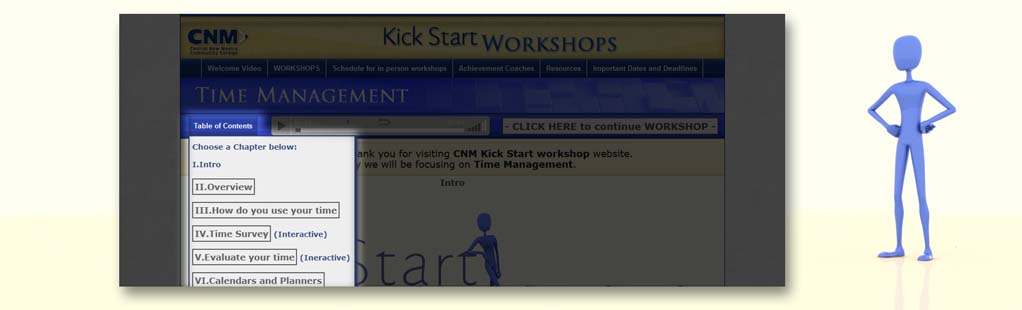 CNM
Central New Mexico
Community College
Kick Start WORKSHOPS
Welcome Video
WORKSHOPS
Schedule for in person workshops
Achievement Coaches
Resources
Important Dates and Deadlines
TIME MANAGEMENT
Table of Contents
- CLICK HERE to continue WORKSHOP -
Choose a Chapter below:
ank you for visiting CNM Kick Start workshop website.
I.Intro
y we will be focusing on Time Management.
Intro
II.Overview
III.How do you use your time
IV.Time Survey (Interactive)
V.Evaluate your time (Ineractive)
Start
VI.Calendars and Planners